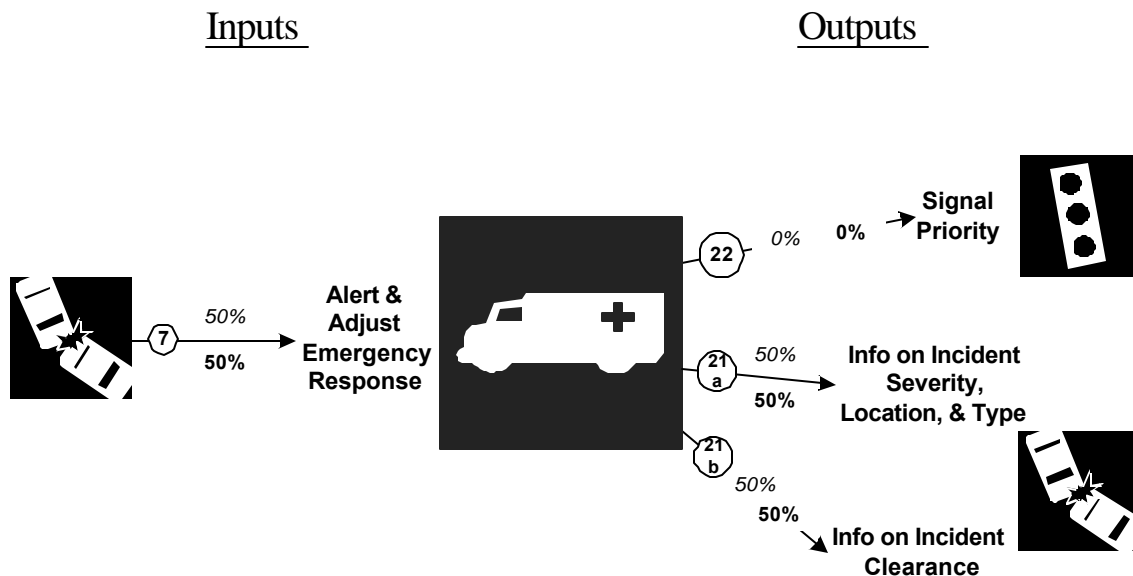 Inputs
Outputs
7
50%
50%
Alert &
Adjust
Emergency
Response
22
0%
0%
Signal
Priority
21
a
50%
50%
Info on Incident
Severity,
Location, & Type
21
b
50%
50%
Info on Incident
Clearance